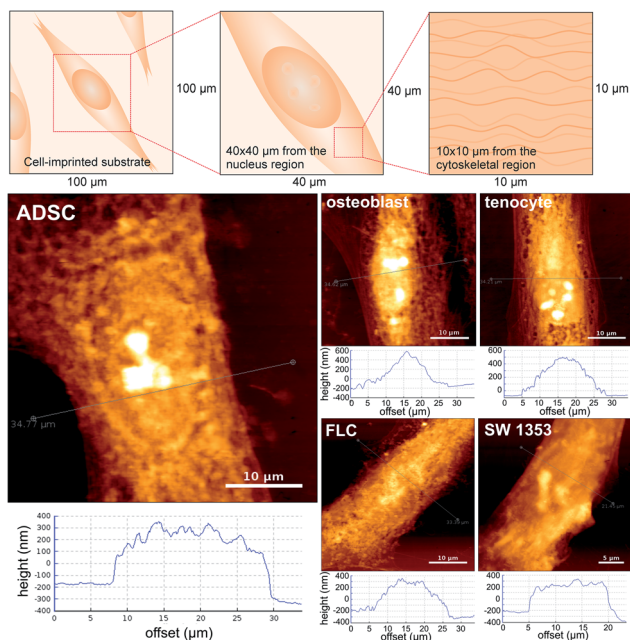 Cell-imprinted substrate
100 µm
100 µm
40x40 µm from the
nucleus region
40 µm
40 µm
10x10 µm from the
cytoskeletal region
10 µm
10 µm
ADSC
34.77 µm
10 µm
height (nm)
400
300
200
100
0
-100
-200
-300
-400
0 5 10 15 20 25 30
offset (µm)
osteoblast
10 µm
height (nm)
600
400
200
0
-200
-400
0 5 10 15 20 25 30
offset (µm)
tenocyte
10 µm
600
400
200
0
-200
-400
0 5 10 15 20 25 30
offset (µm)
FLC
10 µm
height (nm)
400
200
0
-200
-400
0 5 10 15 20 25 30
offset (µm)
SW 1353
5 µm
400
200
0
-200
-400
0 5 10 15 20
offset (µm)